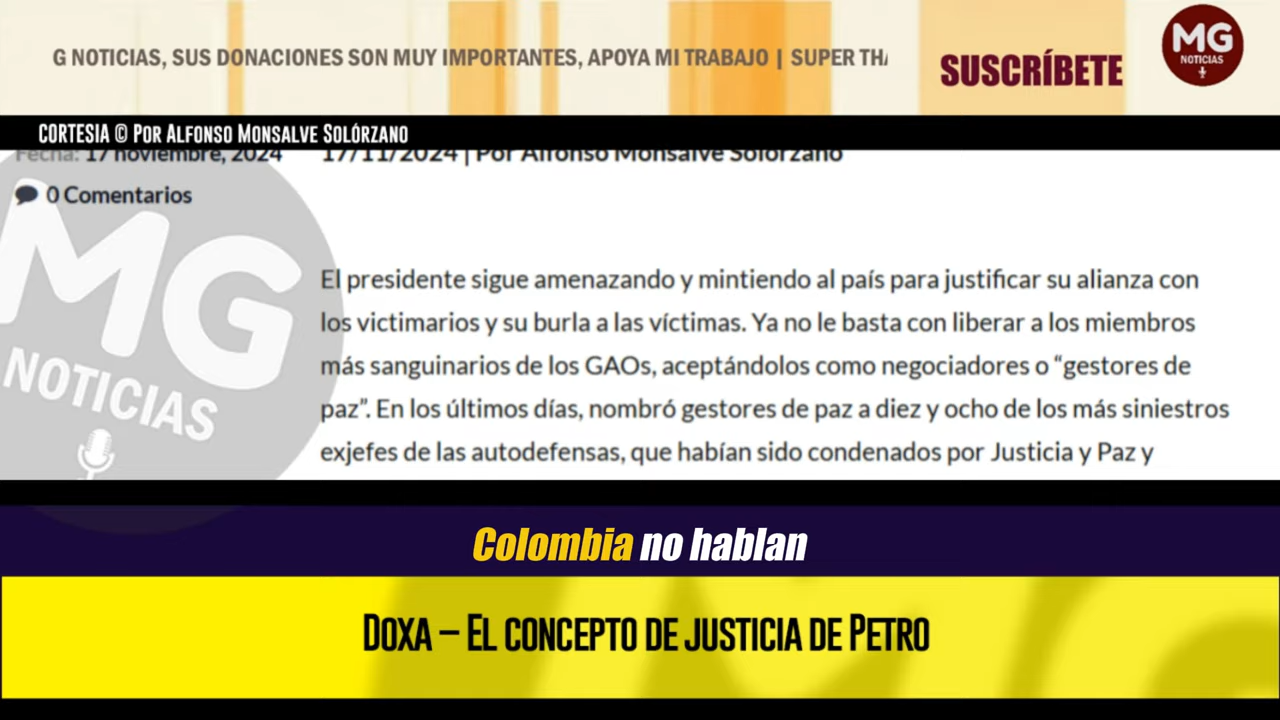 G NOTICIAS, SUS DONACIONES SON MUY IMPORTANTES, APOYA MI TRABAJO | SUPER THA
SUSCRÍBETE
MG
NOTICIAS
CORTESIA © POR ALFONSO MONSALVE SOLÓRZANO
Fecha: 17 noviembre, 2024
17/11/2024 | Por Alfonso Monsalve Solórzano
0 Comentarios
MG
NOTICIAS
El presidente sigue amenazando y mintiendo al país para justificar su alianza con
los victimarios y su burla a las víctimas. Ya no le basta con liberar a los miembros
más sanguinarios de los GAOs, aceptándolos como negociadores o “gestores de
paz”. En los últimos días, nombró gestores de paz a diez y ocho de los más siniestros
exjefes de las autodefensas, que habían sido condenados por Justicia y Paz y
Colombia no hablan
DOXA – EL CONCEPTO DE JUSTICIA DE PETRO